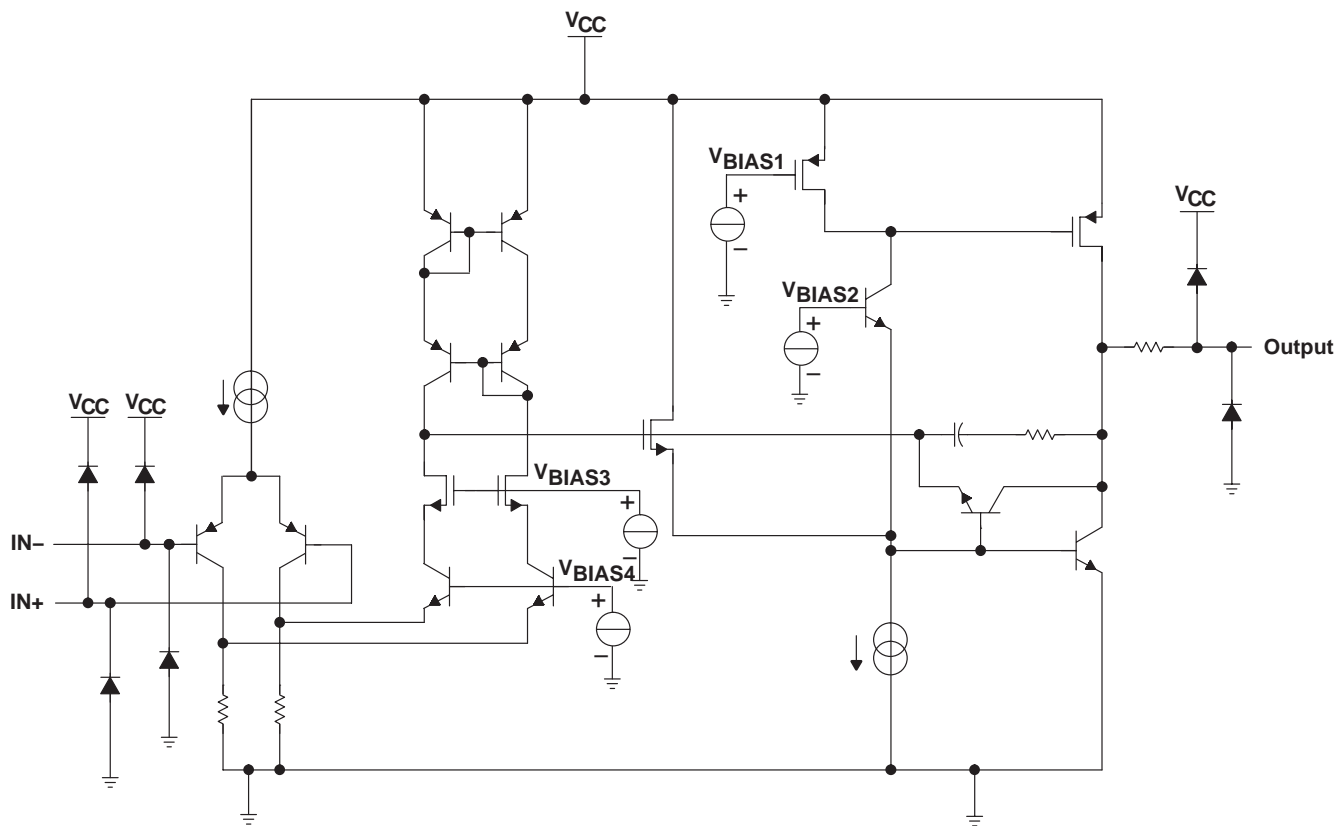 VCC
VBIAS1
+
−
VCC
VBIAS2
+
−
Output
VCC
VCC
VBIAS3
+
−
IN−
VBIAS4
+
−
IN+